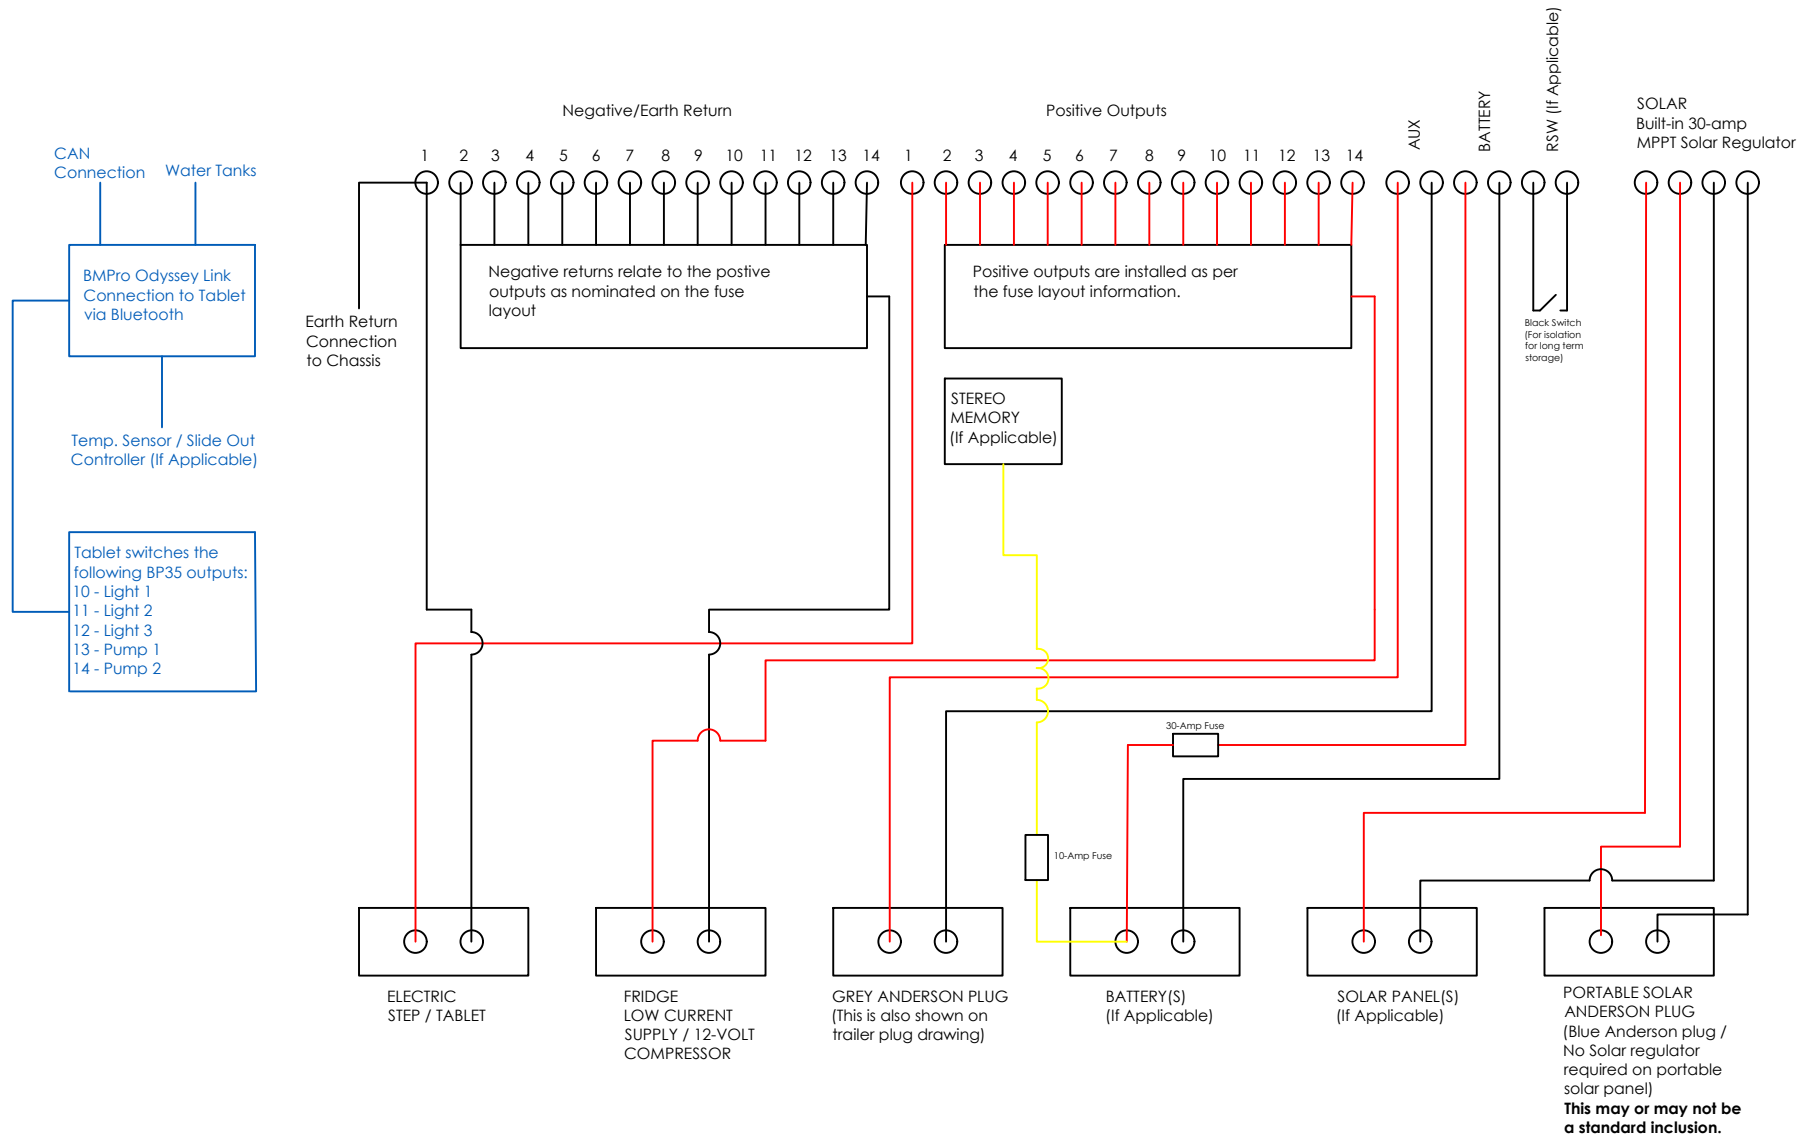 CAN
Connection
Water Tanks
BMPro Odyssey Link
Connection to Tablet
via Bluetooth
Temp. Sensor / Slide Out
Controller (If Applicable)
Tablet switches the
following BP35 outputs:
10 - Light 1
11 - Light 2
12 - Light 3
13 - Pump 1
14 - Pump 2
Negative/Earth Return
1 2 3 4 5 6 7 8 9 10 11 12 13 14
Earth Return
Connection
to Chassis
Negative returns relate to the postive
outputs as nominated on the fuse
layout
Positive Outputs
1 2 3 4 5 6 7 8 9 10 11 12 13 14
Positive outputs are installed as per
the fuse layout information.
AUX
BATTERY
RSW (If Applicable)
Black Switch
(For isolation
for long term
storage)
SOLAR
Built-in 30-amp
MPPT Solar Regulator
STEREO
MEMORY
(If Applicable)
30-Amp Fuse
10-Amp Fuse
ELECTRIC
STEP / TABLET
FRIDGE
LOW CURRENT
SUPPLY / 12-VOLT
COMPRESSOR
GREY ANDERSON PLUG
(This is also shown on
trailer plug drawing)
BATTERY(S)
(If Applicable)
SOLAR PANEL(S)
(If Applicable)
PORTABLE SOLAR
ANDERSON PLUG
(Blue Anderson plug /
No Solar regulator
required on portable
solar panel)
This may or may not be
a standard inclusion.